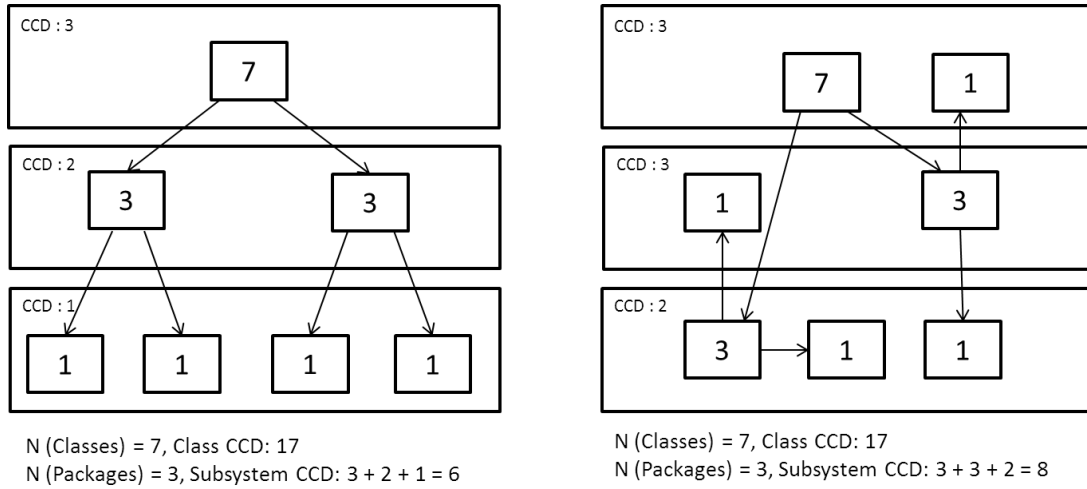 CCD : 3
7
CCD : 2
3
3
CCD : 1
1
1
1
1
N (Classes) = 7, Class CCD: 17
N (Packages) = 3, Subsystem CCD: 3 + 2 + 1 = 6
CCD : 3
7
1
CCD : 3
1
3
CCD : 2
3
1
1
N (Classes) = 7, Class CCD: 17
N (Packages) = 3, Subsystem CCD: 3 + 3 + 2 = 8